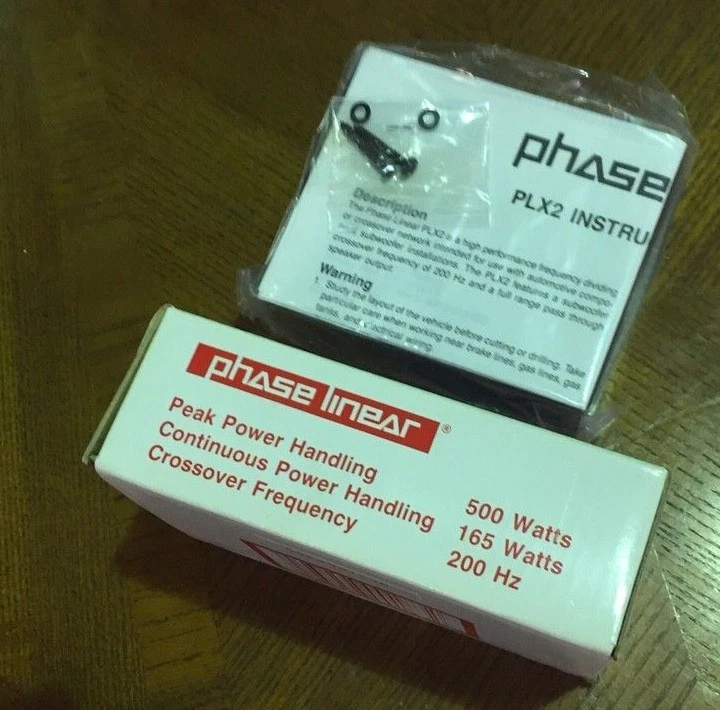 phase
PLX2 INSTRU
Description
The Phase Linear PLX2 is a high performance frequency dividing
or crossover network intended for use with automotive compo-
subwoofer installations. The PLX2 features a subwoofer
crossover frequency of 200 Hz and a full range pass through
speaker output.
Warning
1. Study the layout of the vehicle before cutting or drilling. Take
particular care when working near brake lines, gas lines, gas
tanks, and electrical wiring.
phase linear®
Peak Power Handling 500 Watts
Continuous Power Handling 165 Watts
Crossover Frequency 200 Hz